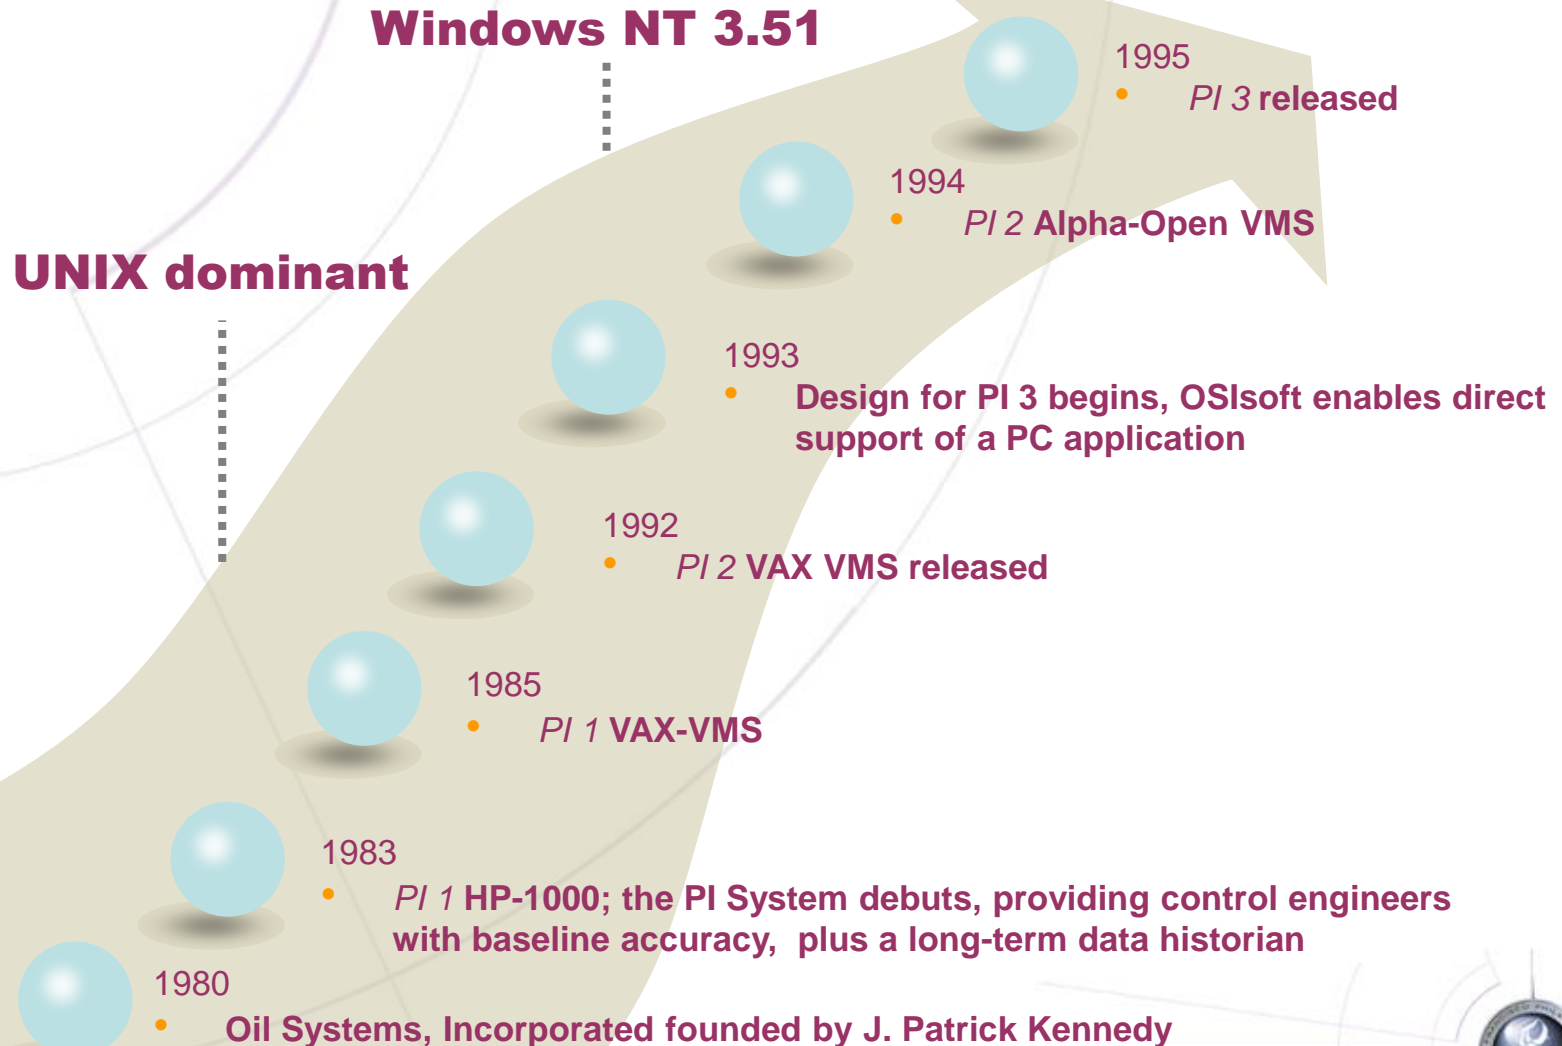 Windows NT 3.51
1995
• PI 3 released
1994
• PI 2 Alpha-Open VMS
UNIX dominant
1993
• Design for PI 3 begins, OSIsoft enables direct
support of a PC application
1992
• PI 2 VAX VMS released
1985
• PI 1 VAX-VMS
1983
• PI 1 HP-1000; the PI System debuts, providing control engineers
with baseline accuracy, plus a long-term data historian
1980
• Oil Systems, Incorporated founded by J. Patrick Kennedy